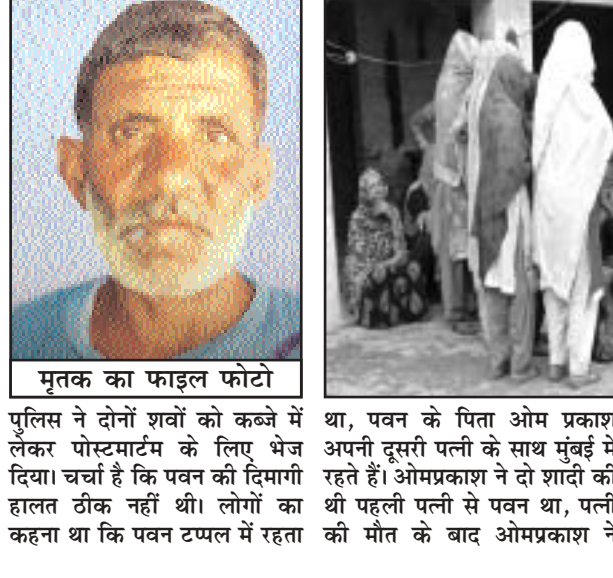 मृतक का फाइल फोटो
पुलिस ने दोनों शवों को कब्जे में
लेकर पोस्टमार्टम के लिए भेज
दिया। चर्चा है कि पवन की दिमागी
हालत ठीक नहीं थी। लोगों का
कहना था कि पवन टप्पल में रहता
था, पवन के पिता ओम प्रकाश
अपनी दूसरी पत्नी के साथ मुंबई में
रहते हैं। ओमप्रकाश ने दो शादी की
थी पहली पत्नी से पवन था, पत्नी
की मौत के बाद ओमप्रकाश ने